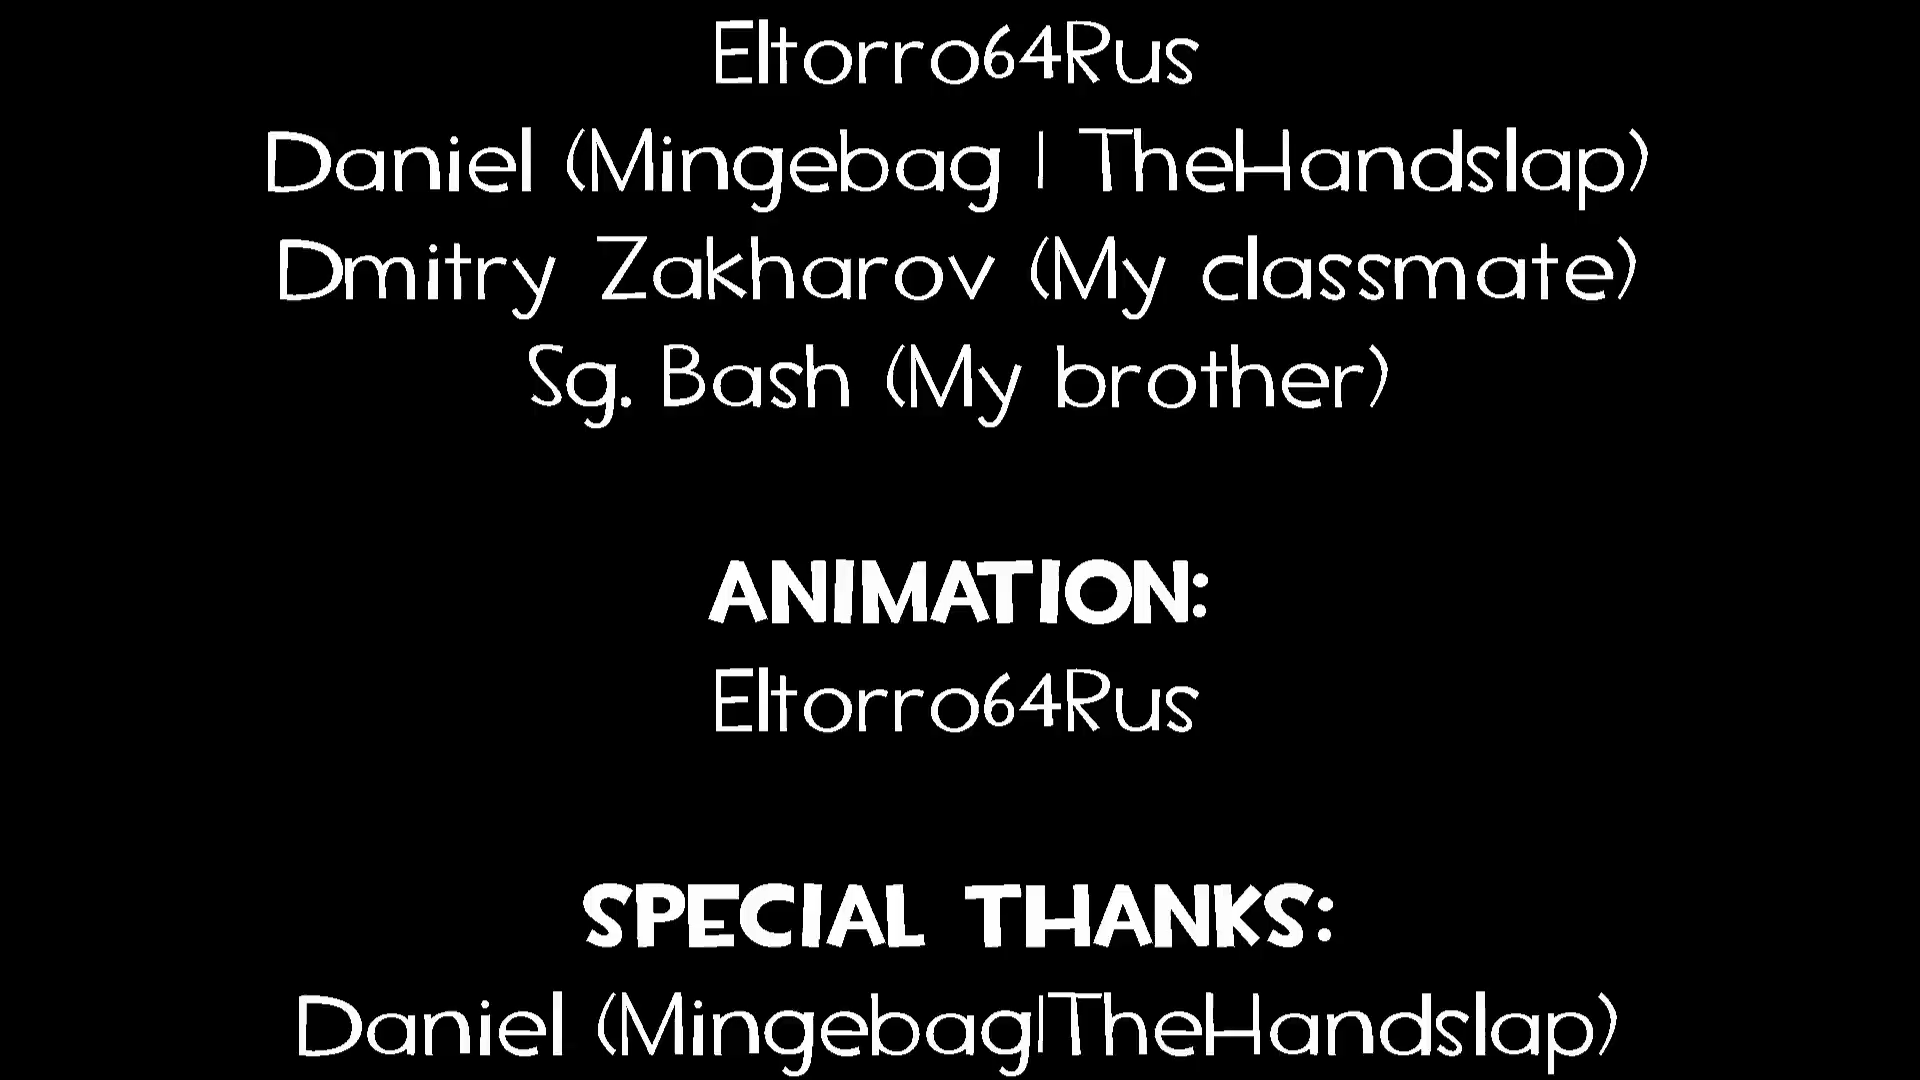 Eltorro64Rus
Daniel (Mingebag | TheHandslap)
Dmitry Zakharov (My classmate)
Sg. Bash (My brother)
ANIMATION:
Eltorro64Rus
SPECIAL THANKS:
Daniel (Mingebag|TheHandslap)